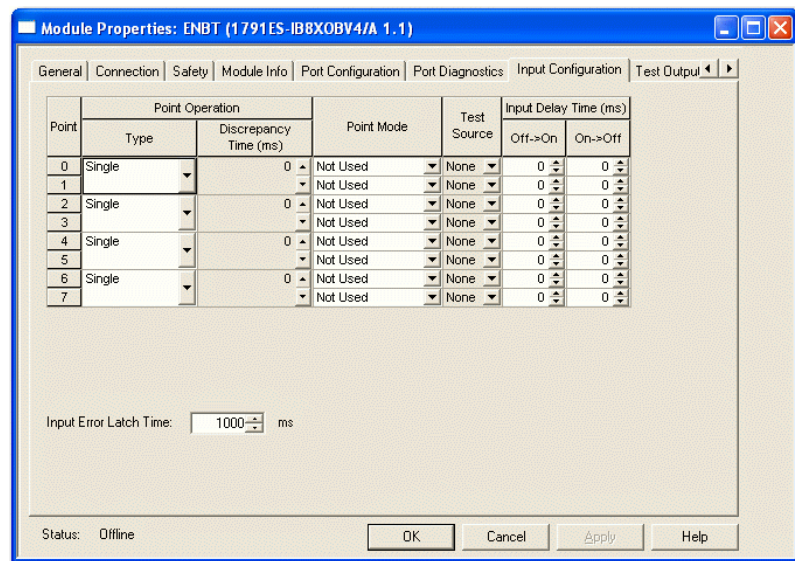 Module Properties: ENBT (1791ES-IB8XOBV4/A 1.1)
General Connection Safety Module Info Port Configuration Port Diagnostics Input Configuration Test Output
Point Point Operation Point Mode Test Source Input Delay Time (ms)
Type Discrepancy Time (ms) Off->On On->Off
0 Single 0 Not Used None 0 0
1 Not Used None 0 0
2 Single 0 Not Used None 0 0
3 Not Used None 0 0
4 Single 0 Not Used None 0 0
5 Not Used None 0 0
6 Single 0 Not Used None 0 0
7 Not Used None 0 0
Input Error Latch Time: 1000 ms
Status: Offline OK Cancel Apply Help